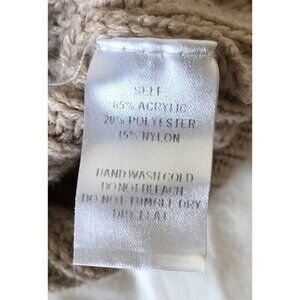 SELF
65% ACRYLIC
20% POLYESTER
15% NYLON
HAND WASH COLD
DO NOT BLEACH
DO NOT TUMBLE DRY
DRY FLAT